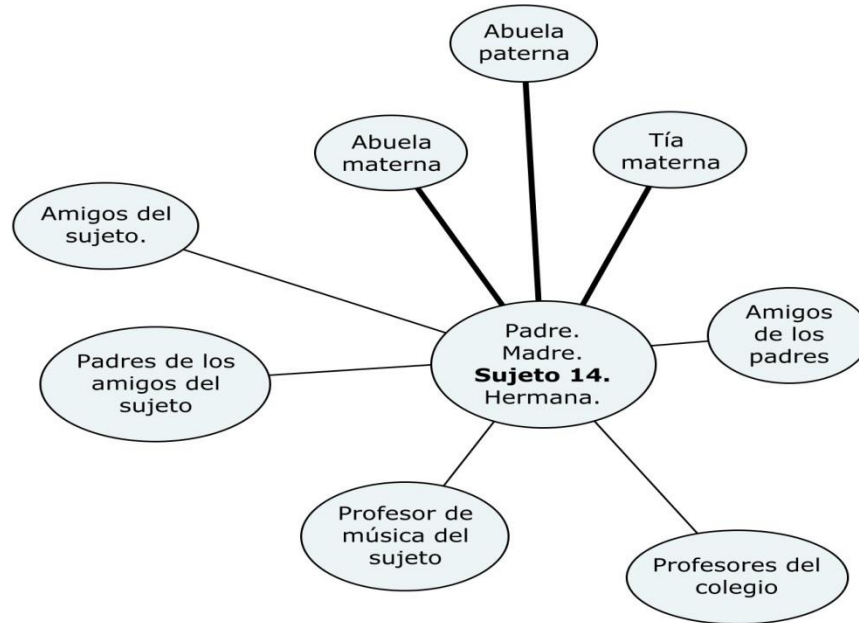 Abuela
paterna
Abuela
materna
Tía
materna
Amigos del
sujeto.
Padre.
Madre.
Sujeto 14.
Hermana.
Amigos
de los
padres
Padres de los
amigos del
sujeto
Profesor de
música del
sujeto
Profesores del
colegio